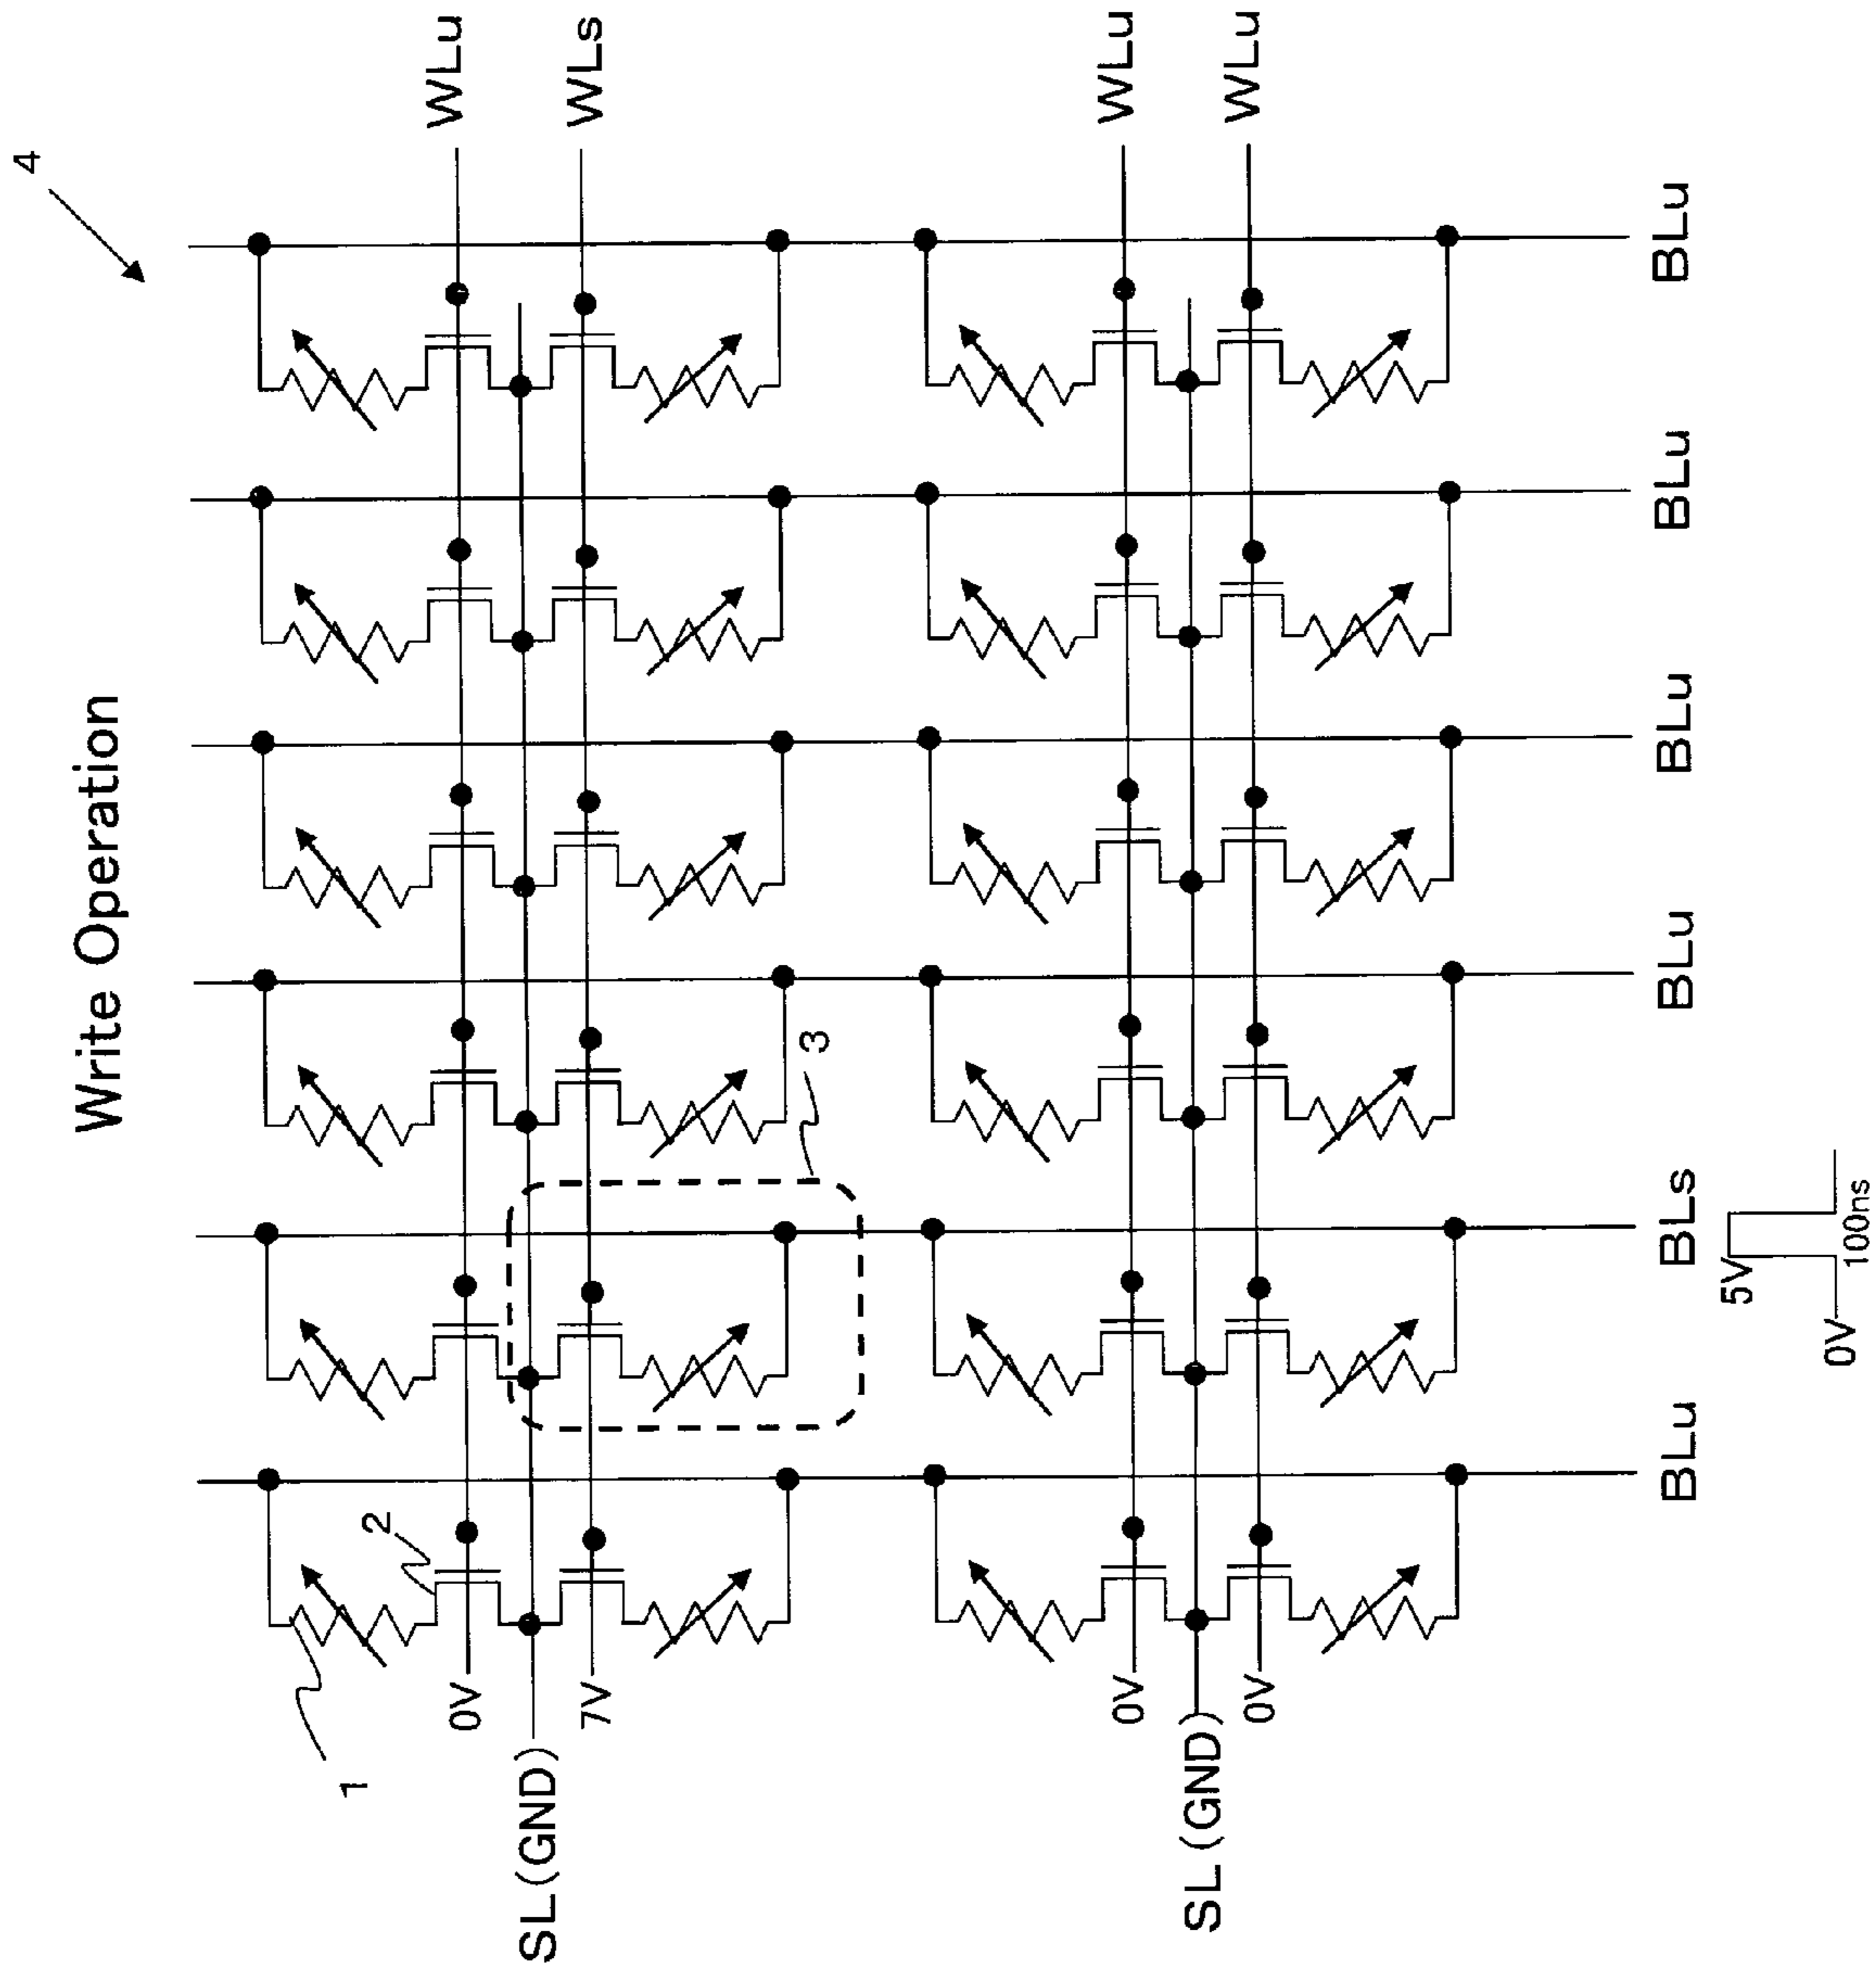 4
Write Operation
1
2
0V WLu
SL(GND)
7V WLs
3
0V WLu
SL(GND)
0V WLu
BLu BLs BLu BLu BLu BLu
5V
0V 100ns